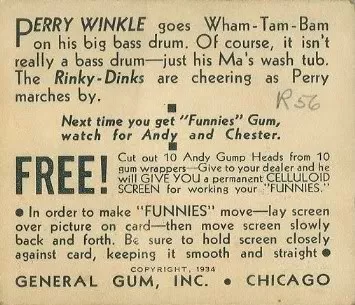 PERRY WINKLE goes Wham-Tam-Bam
on his big bass drum. Of course, it isn't
really a bass drum—just his Ma's wash tub.
The Rinky-Dinks are cheering as Perry
marches by.
R56
Next time you get "Funnies" Gum,
watch for Andy and Chester.
FREE! Cut out 10 Andy Gump Heads from 10
gum wrappers—Give to your dealer and he
will GIVE YOU a permanent CELLULOID
SCREEN for working your "FUNNIES."
• In order to make "FUNNIES" move—lay screen
over picture on card—then move screen slowly
back and forth. Be sure to hold screen closely
against card, keeping it smooth and straight •
COPYRIGHT, 1934
GENERAL GUM, INC. • CHICAGO